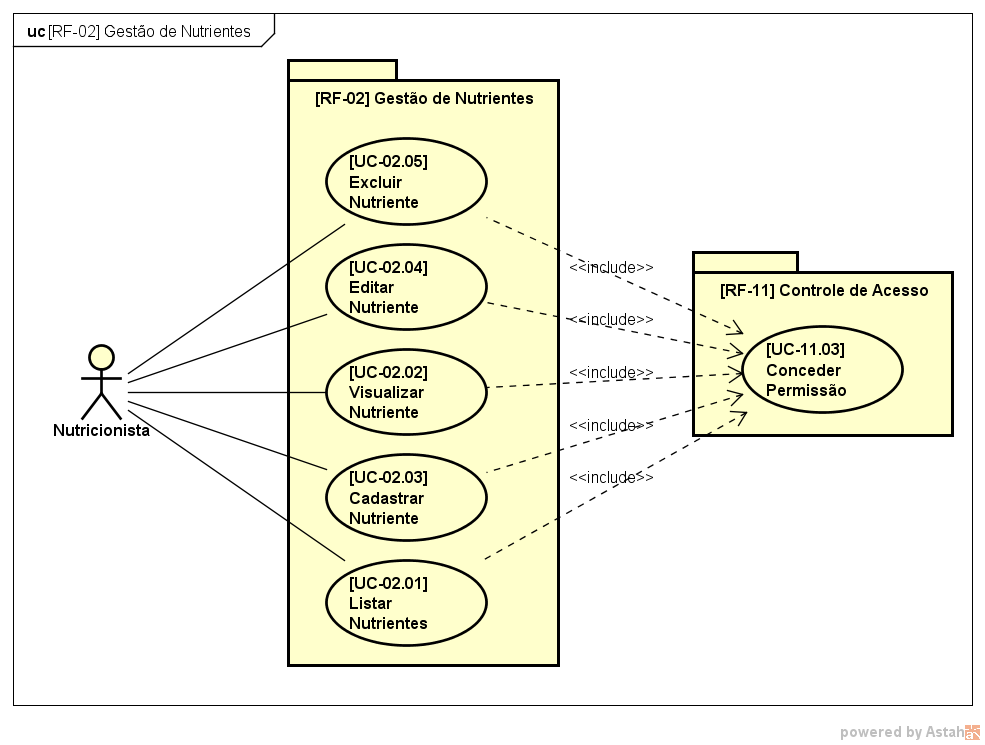 uc [RF-02] Gestão de Nutrientes
[RF-02] Gestão de Nutrientes
[UC-02.05]
Excluir
Nutriente
[UC-02.04]
Editar
Nutriente
[UC-02.02]
Visualizar
Nutriente
[UC-02.03]
Cadastrar
Nutriente
[UC-02.01]
Listar
Nutrientes
Nutricionista
<<include>>
<<include>>
<<include>>
<<include>>
<<include>>
[RF-11] Controle de Acesso
[UC-11.03]
Conceder
Permissão
powered by Astah